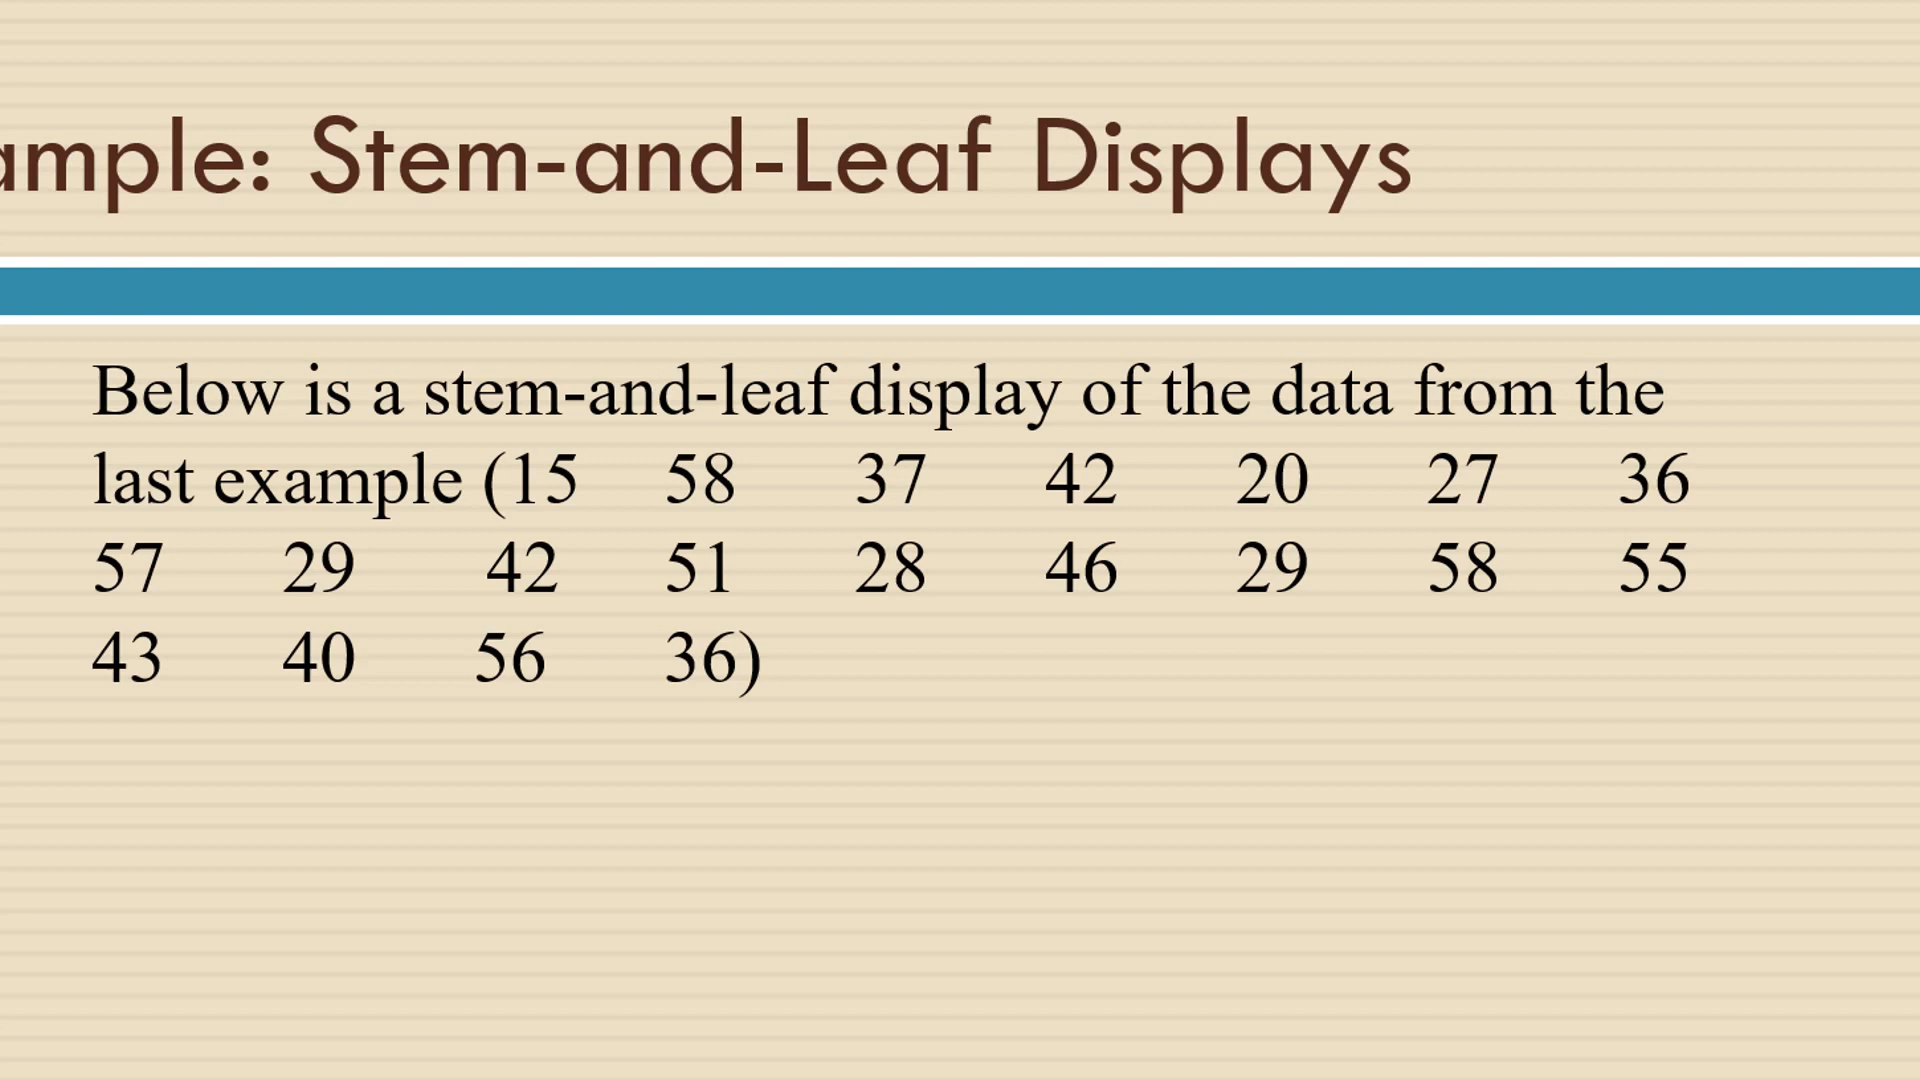 ample: Stem-and-Leaf Displays
Below is a stem-and-leaf display of the data from the
last example (15 58 37 42 20 27 36
57 29 42 51 28 46 29 58 55
43 40 56 36)